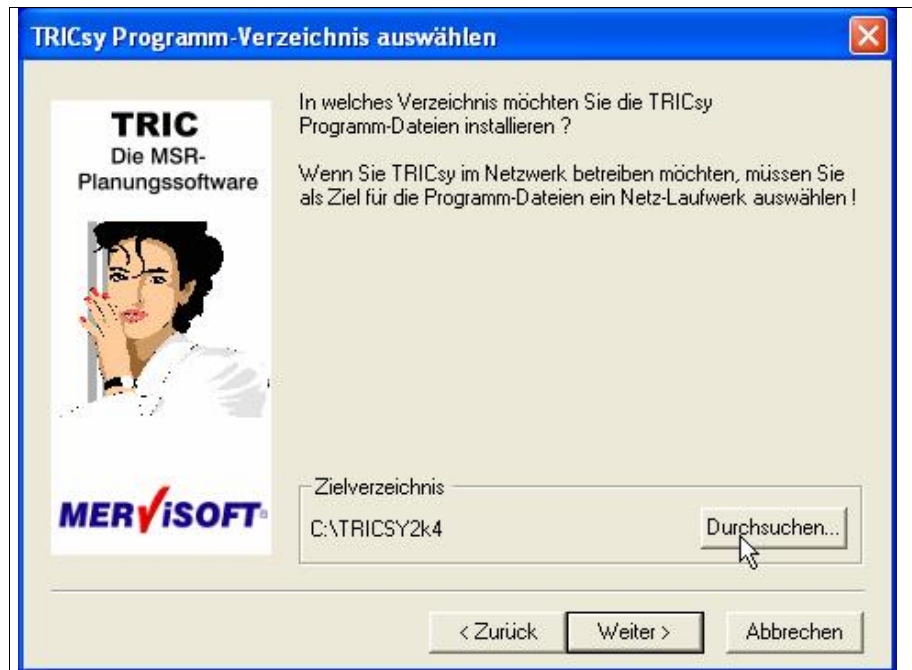 TRICsy Programm-Verzeichnis auswählen
TRIC
Die MSR-
Planungssoftware
In welches Verzeichnis möchten Sie die TRICsy
Programm-Dateien installieren ?
Wenn Sie TRICsy im Netzwerk betreiben möchten, müssen Sie
als Ziel für die Programm-Dateien ein Netz-Laufwerk auswählen !
MERViSOFT
Zielverzeichnis
C:\TRICSY2k4
Durchsuchen...
< Zurück
Weiter >
Abbrechen